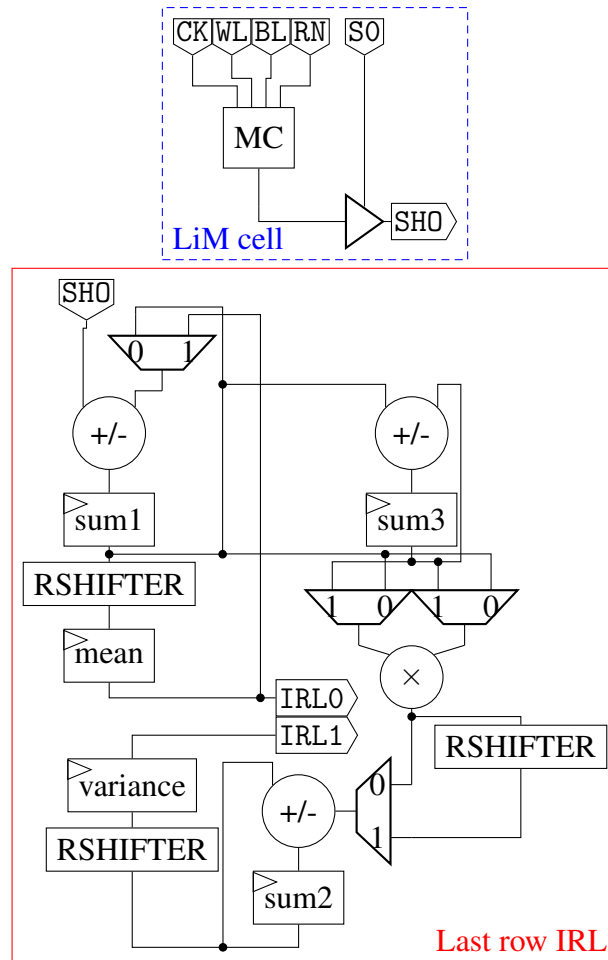 CK WL BL RN SO
MC
SHO
LiM cell
SHO
0 1
+/- +/-
sum1 sum3
RSHIFTER
1 0 1 0
mean
×
IRL0
IRL1
RSHIFTER
variance
0
+/-
1
RSHIFTER
sum2
Last row IRL